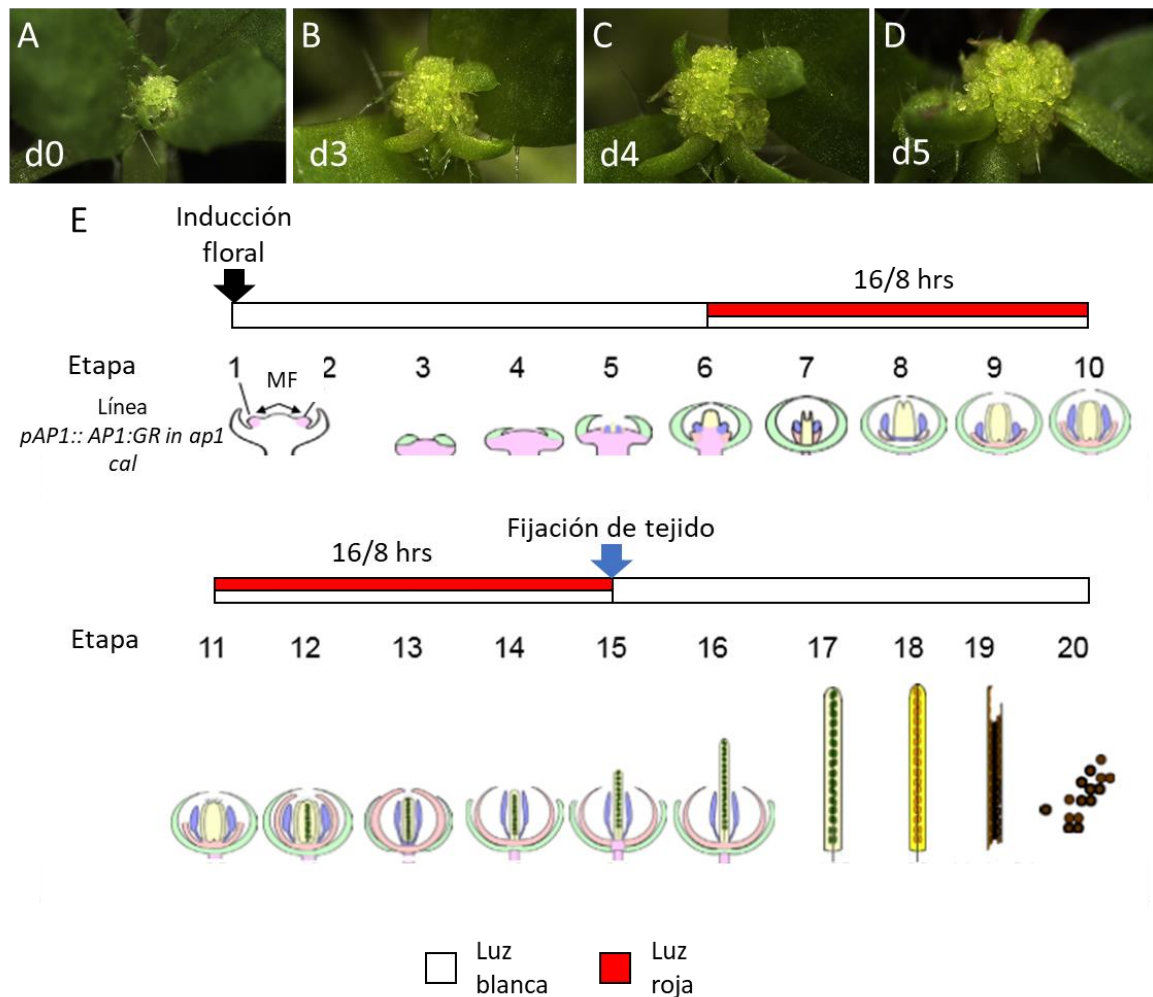 A
B
C
D
d0
d3
d4
d5
E
Inducción
floral
16/8 hrs
Etapa
1 2 3 4 5 6 7 8 9 10
MF
Línea
pAP1:: AP1:GR in ap1
cal
Fijación de tejido
16/8 hrs
Etapa
11 12 13 14 15 16 17 18 19 20
Luz
blanca
Luz
roja